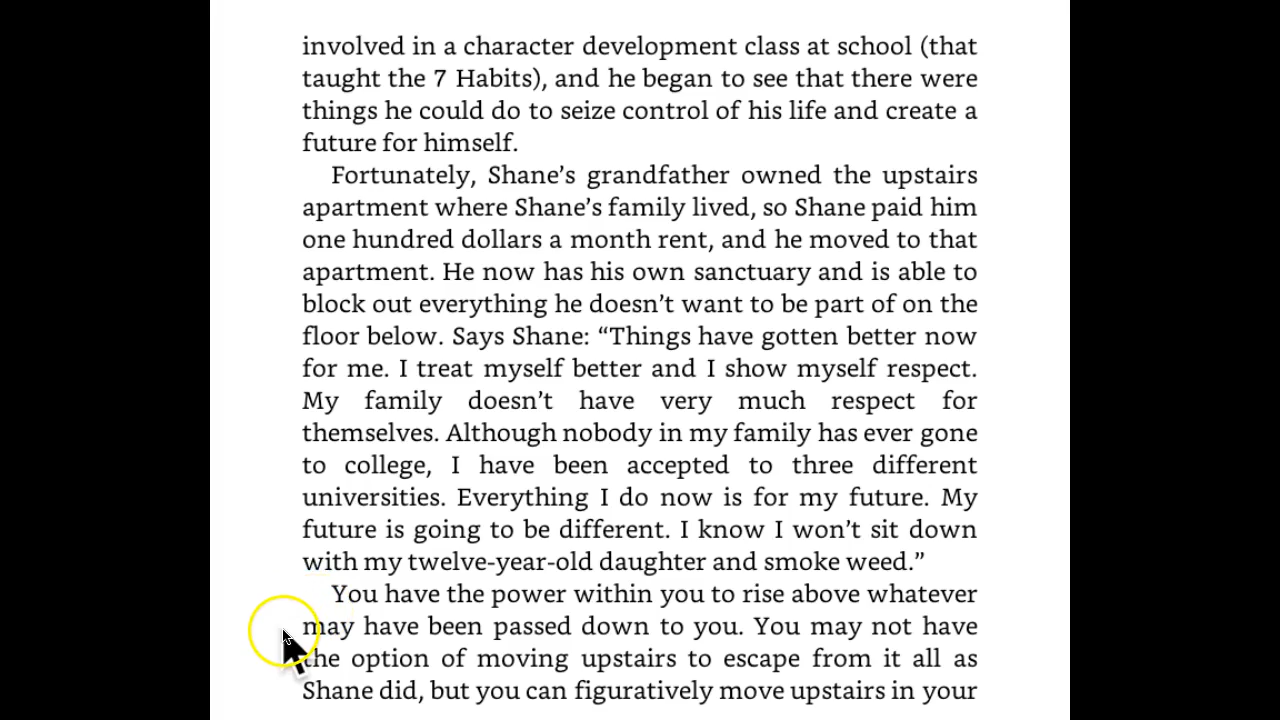 involved in a character development class at school (that
taught the 7 Habits), and he began to see that there were
things he could do to seize control of his life and create a
future for himself.
Fortunately, Shane’s grandfather owned the upstairs
apartment where Shane’s family lived, so Shane paid him
one hundred dollars a month rent, and he moved to that
apartment. He now has his own sanctuary and is able to
block out everything he doesn’t want to be part of on the
floor below. Says Shane: “Things have gotten better now
for me. I treat myself better and I show myself respect.
My family doesn’t have very much respect for
themselves. Although nobody in my family has ever gone
to college, I have been accepted to three different
universities. Everything I do now is for my future. My
future is going to be different. I know I won’t sit down
with my twelve-year-old daughter and smoke weed.”
You have the power within you to rise above whatever
may have been passed down to you. You may not have
the option of moving upstairs to escape from it all as
Shane did, but you can figuratively move upstairs in your